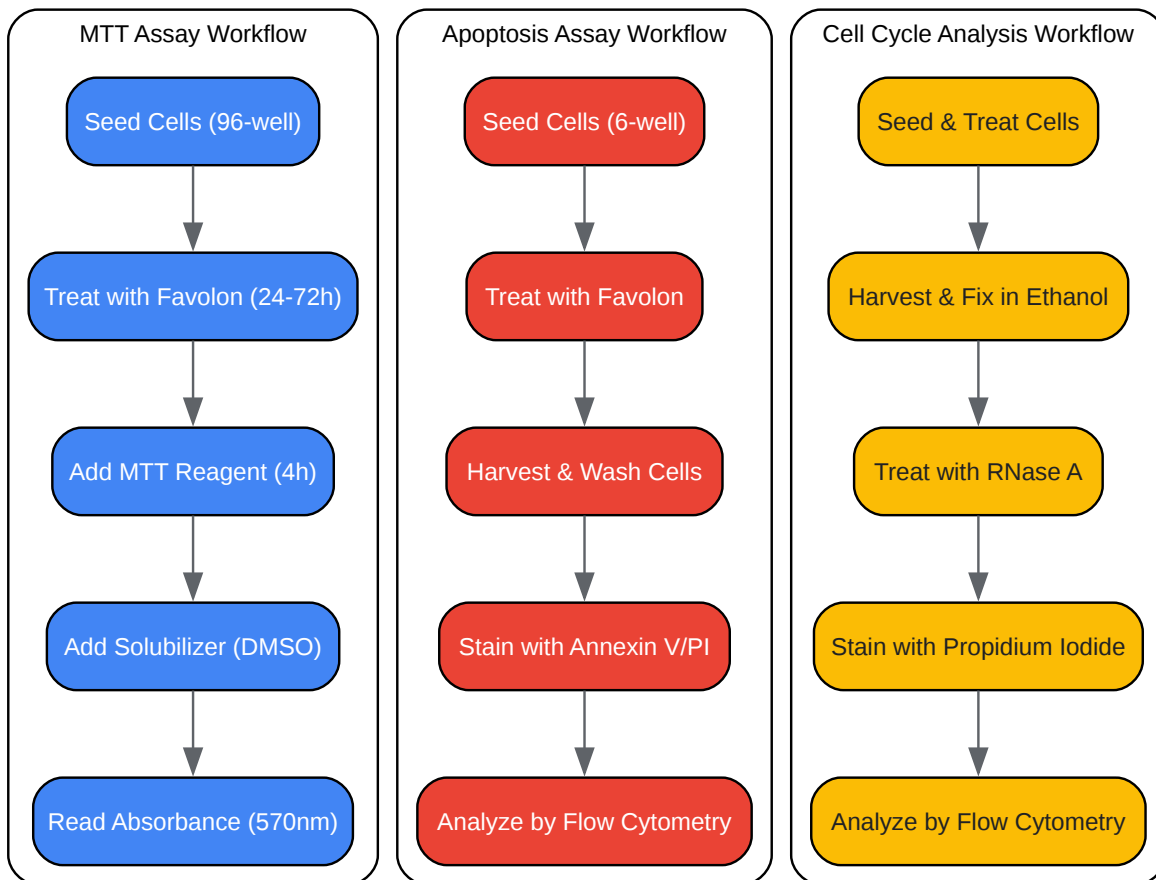 MTT Assay Workflow
Seed Cells (96-well)
Treat with Favolon (24-72h)
Add MTT Reagent (4h)
Add Solubilizer (DMSO)
Read Absorbance (570nm)
Apoptosis Assay Workflow
Seed Cells (6-well)
Treat with Favolon
Harvest & Wash Cells
Stain with Annexin V/PI
Analyze by Flow Cytometry
Cell Cycle Analysis Workflow
Seed & Treat Cells
Harvest & Fix in Ethanol
Treat with RNase A
Stain with Propidium Iodide
Analyze by Flow Cytometry